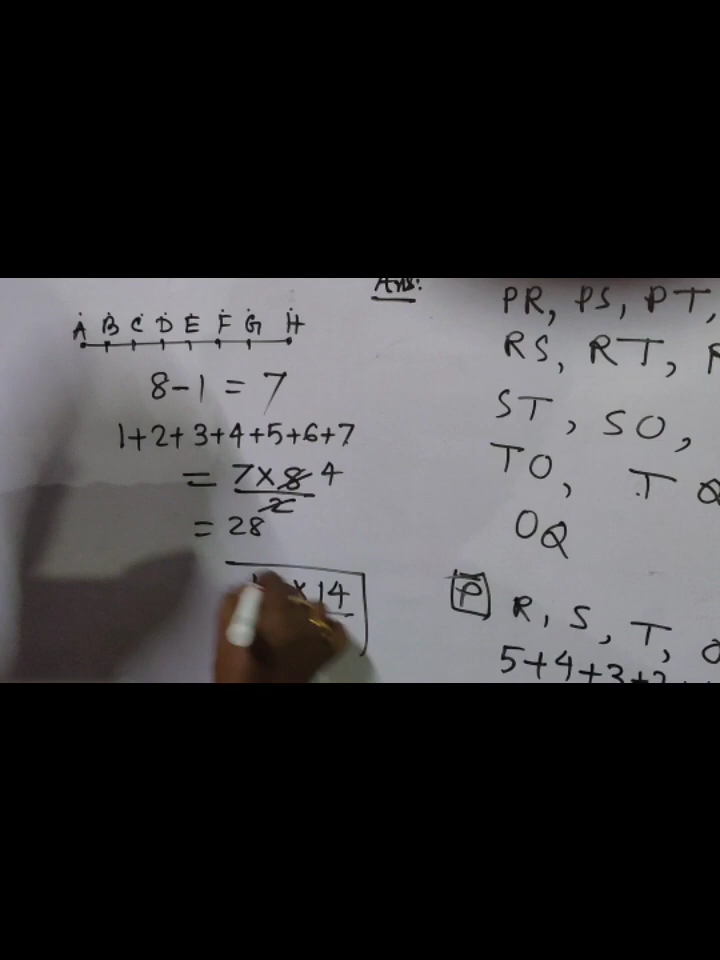 Ans:
A B C D E F G H
8-1 = 7
1+2+3+4+5+6+7
= 7×8 4
2
= 28
× 14
PR, PS, PT,
RS, RT,
ST, SO,
TO, T Q
OQ
P R, S, T, O
5+4+3+2